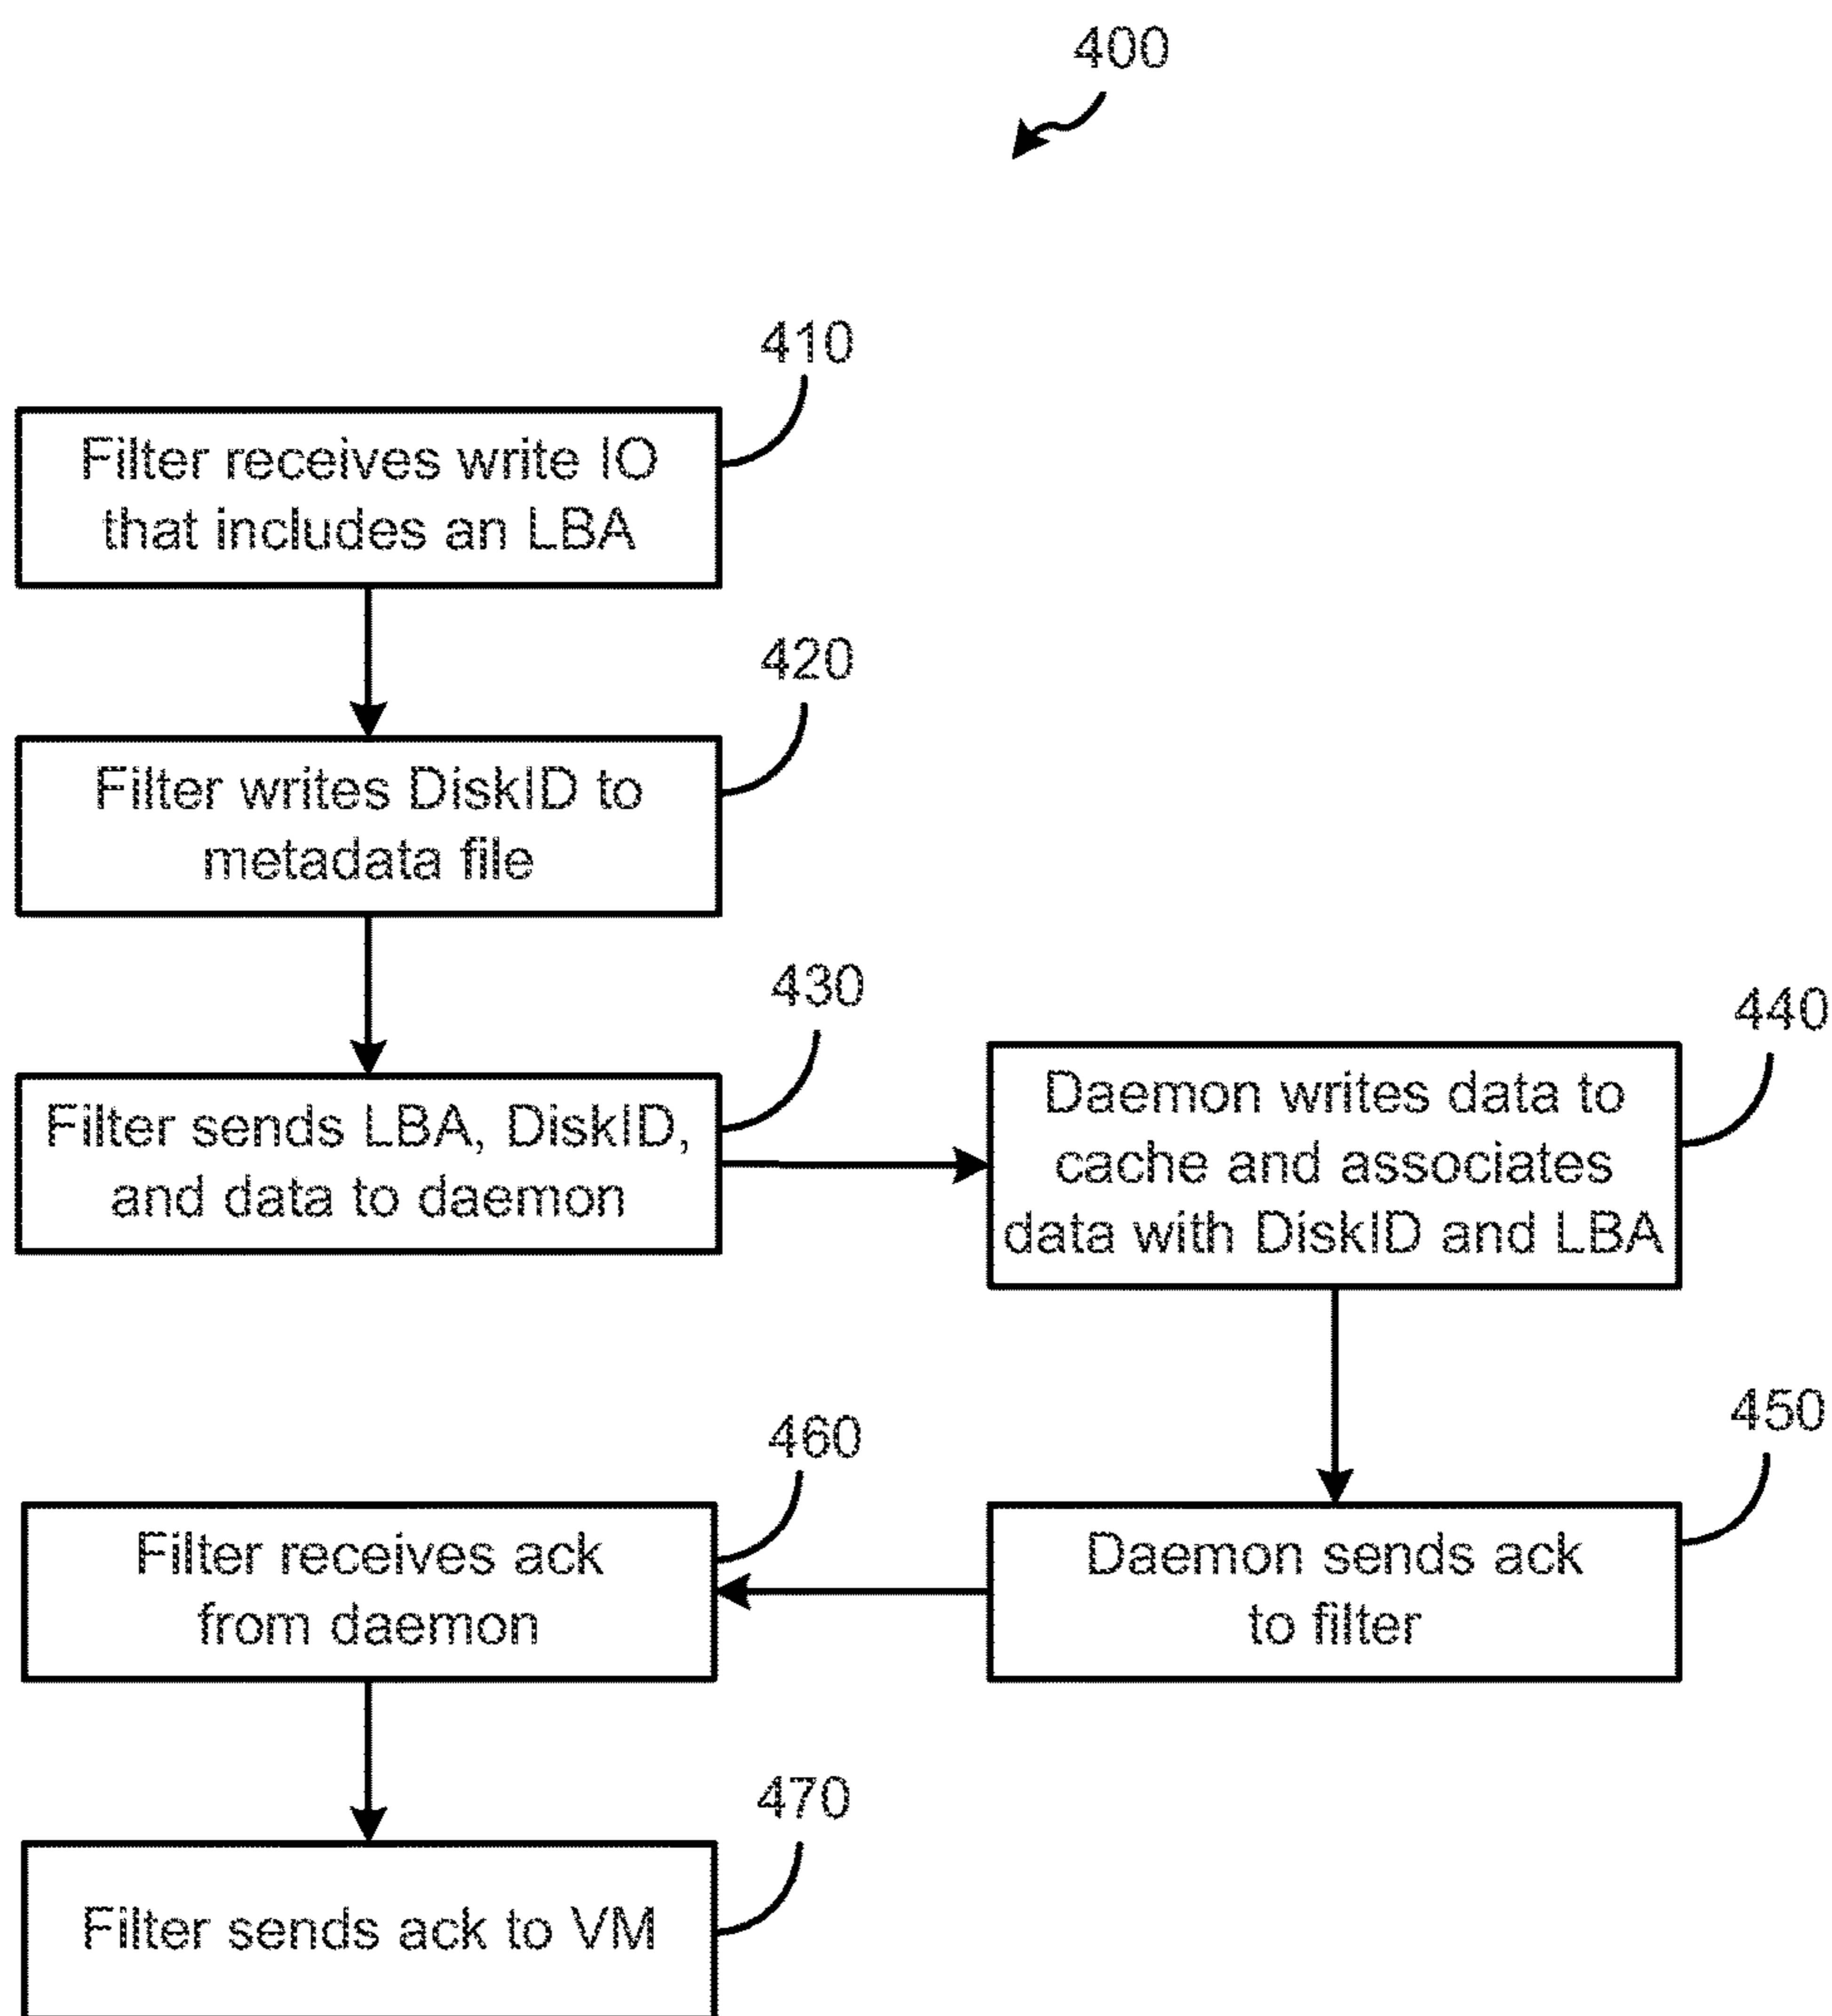 400
410
Filter receives write IO
that includes an LBA
420
Filter writes DiskID to
metadata file
430
Filter sends LBA, DiskID,
and data to daemon
440
Daemon writes data to
cache and associates
data with DiskID and LBA
450
Daemon sends ack
to filter
460
Filter receives ack
from daemon
470
Filter sends ack to VM